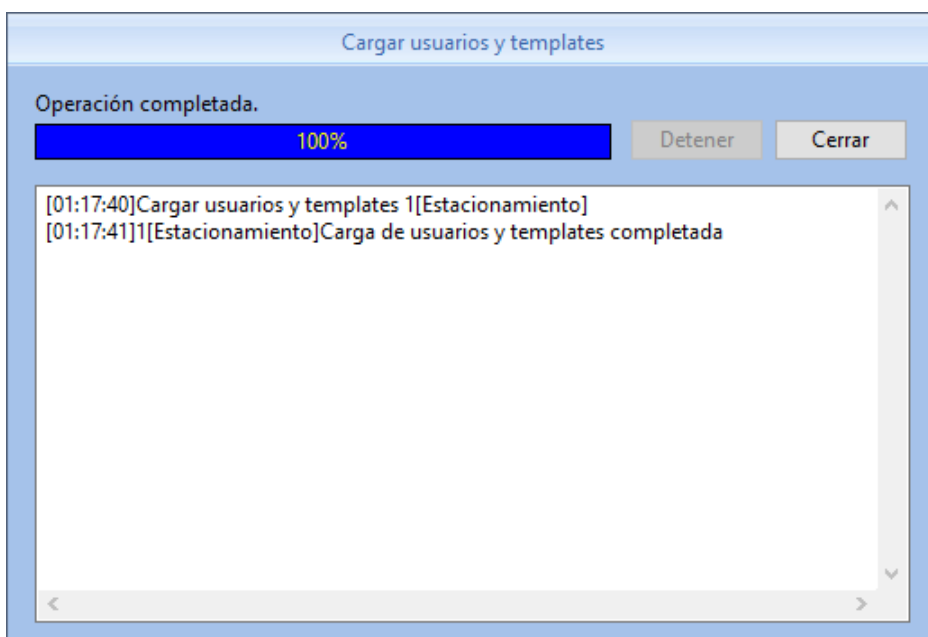 Cargar usuarios y templates
Operación completada.
100%
Detener
Cerrar
[01:17:40]Cargar usuarios y templates 1[Estacionamiento]
[01:17:41]1[Estacionamiento]Carga de usuarios y templates completada